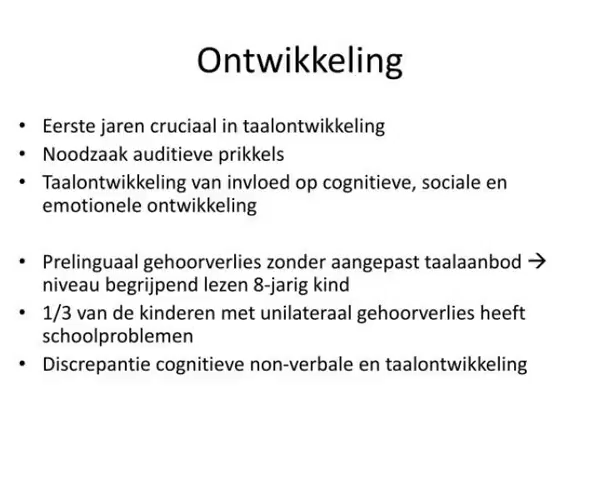 Ontwikkeling
• Eerste jaren cruciaal in taalontwikkeling
• Noodzaak auditieve prikkels
• Taalontwikkeling van invloed op cognitieve, sociale en
emotionele ontwikkeling
• Prelinguaal gehoorverlies zonder aangepast taalaanbod →
niveau begrijpend lezen 8-jarig kind
• 1/3 van de kinderen met unilateraal gehoorverlies heeft
schoolproblemen
• Discrepantie cognitieve non-verbale en taalontwikkeling